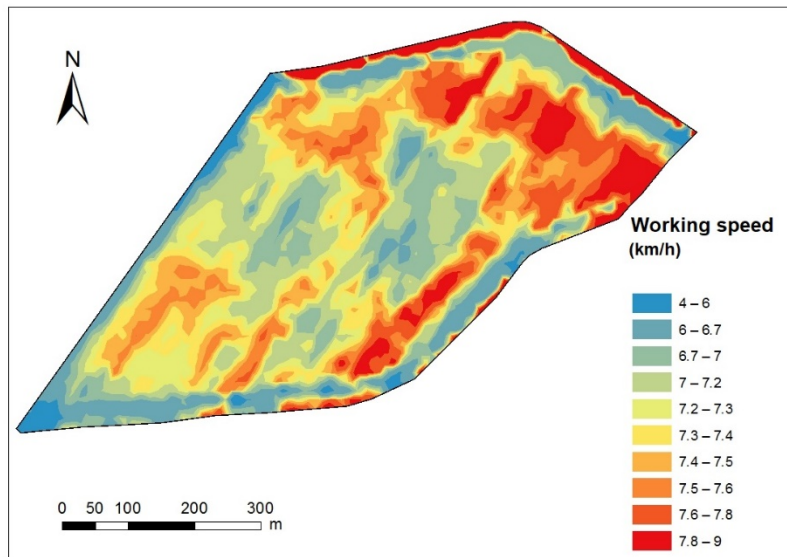 N
Working speed
(km/h)
4 – 6
6 – 6.7
6.7 – 7
7 – 7.2
7.2 – 7.3
7.3 – 7.4
7.4 – 7.5
7.5 – 7.6
7.6 – 7.8
7.8 – 9
0 50 100 200 300
m